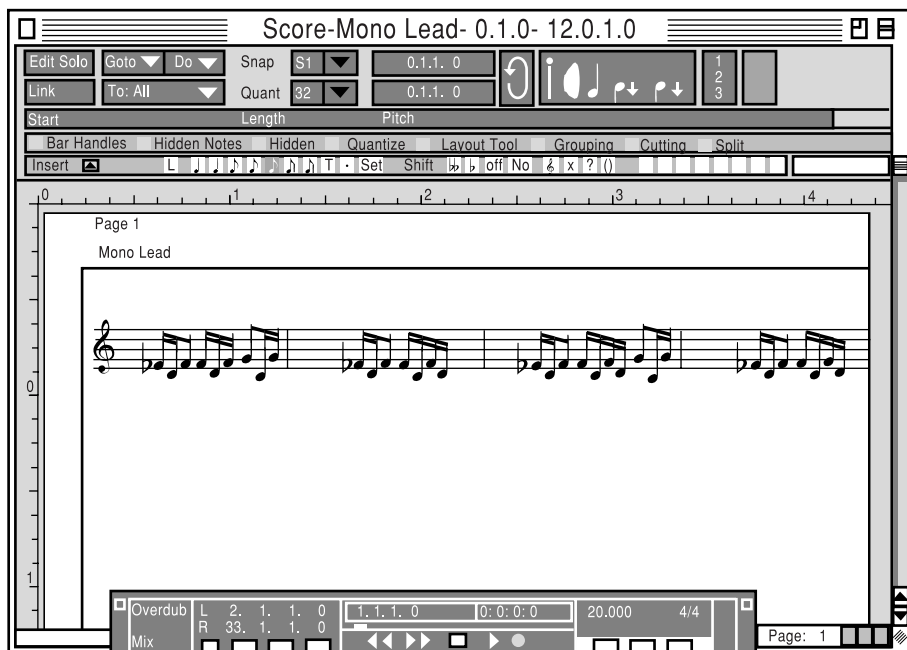 Score-Mono Lead- 0.1.0- 12.0.1.0
Edit Solo Goto Do Snap S1 0.1.1. 0 1
2
Link To: All Quant 32 0.1.1. 0 3
Start Length Pitch
Bar Handles Hidden Notes Hidden Quantize Layout Tool Grouping Cutting Split
Insert L T · Set Shift off No x ? ()
0 1 2 3 4
Page 1
Mono Lead
0
1
Overdub L 2. 1. 1. 0 1. 1. 1. 0 0: 0: 0: 0 20.000 4/4
R 33. 1. 1. 0
Mix
Page: 1